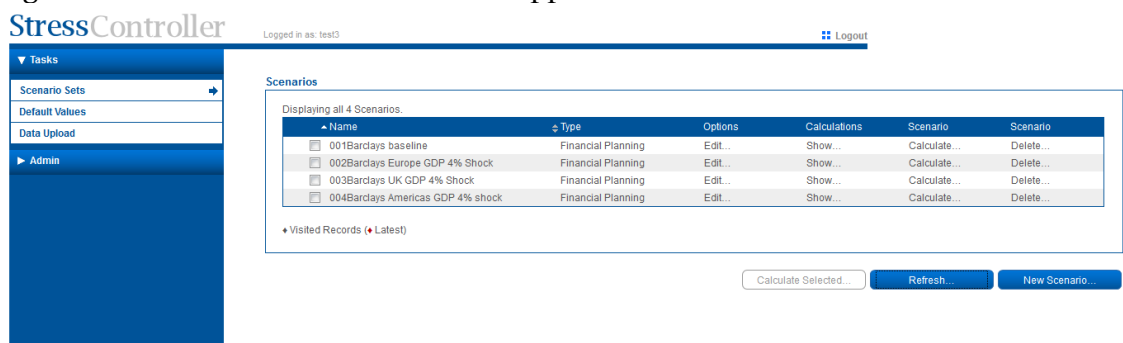 StressController
Logged in as: test3
Logout
▼ Tasks
Scenario Sets
Default Values
Data Upload
► Admin
Scenarios
Displaying all 4 Scenarios.
Name Type Options Calculations Scenario Scenario
001Barclays baseline Financial Planning Edit... Show... Calculate... Delete...
002Barclays Europe GDP 4% Shock Financial Planning Edit... Show... Calculate... Delete...
003Barclays UK GDP 4% Shock Financial Planning Edit... Show... Calculate... Delete...
004Barclays Americas GDP 4% shock Financial Planning Edit... Show... Calculate... Delete...
♦ Visited Records (♦ Latest)
Calculate Selected... Refresh... New Scenario...